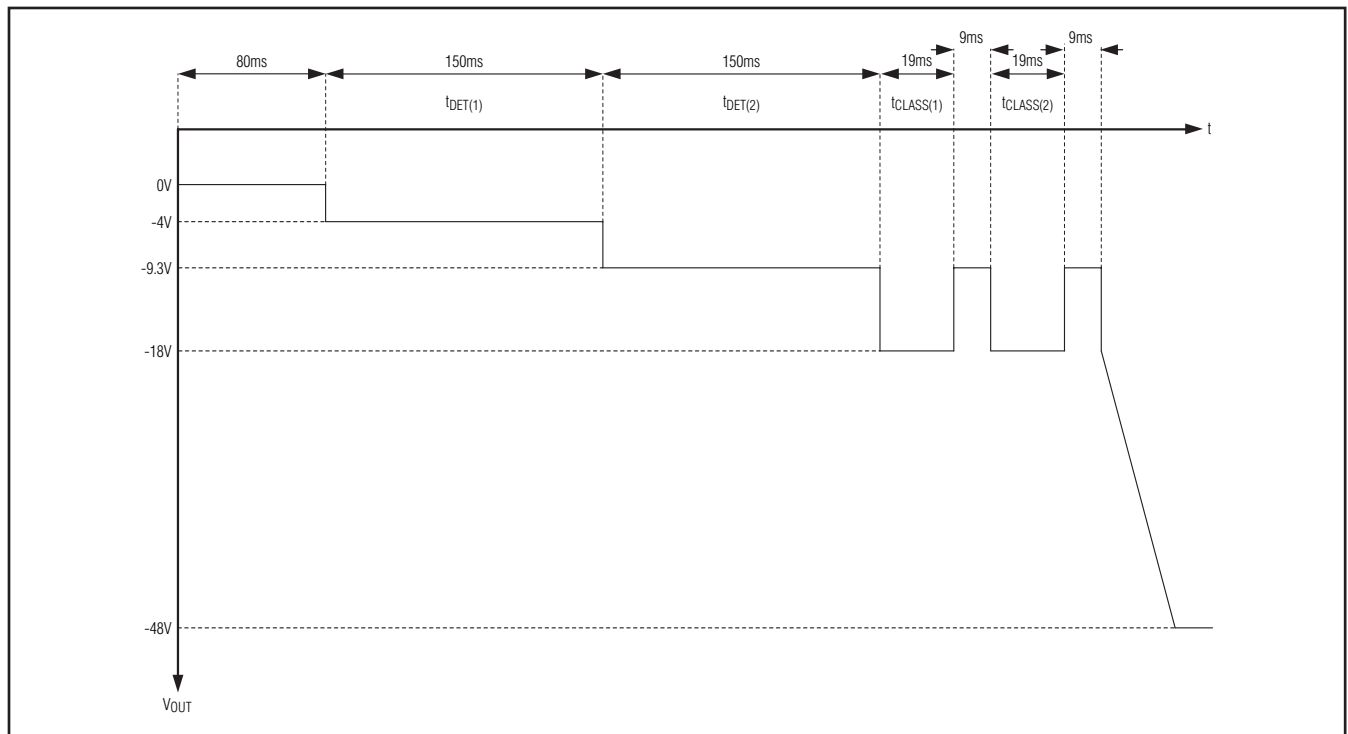 9ms 9ms
80ms 150ms 150ms 19ms 19ms
tDET(1) tDET(2) tCLASS(1) tCLASS(2)
t
0V
-4V
-9.3V
-18V
-48V
VOUT